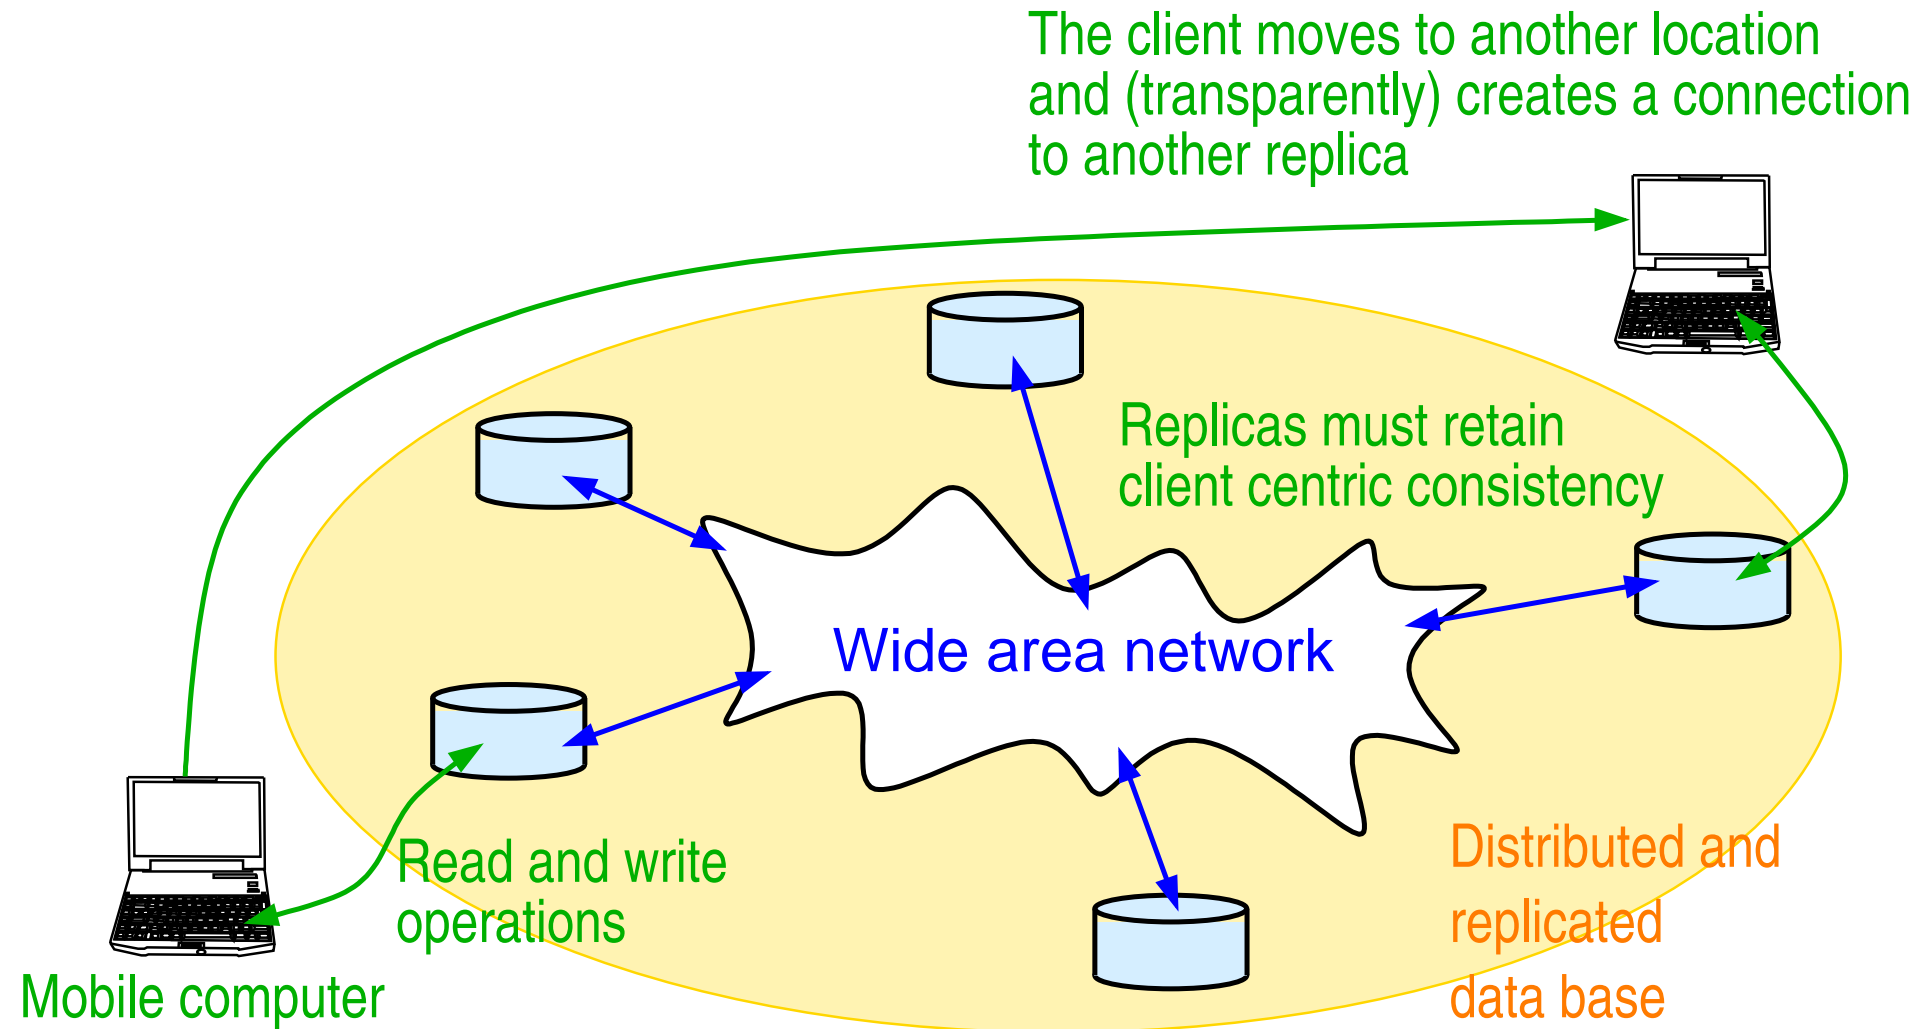 The client moves to another location
and (transparently) creates a connection
to another replica
Replicas must retain
client centric consistency
Wide area network
Read and write
operations
Mobile computer
Distributed and
replicated
data base